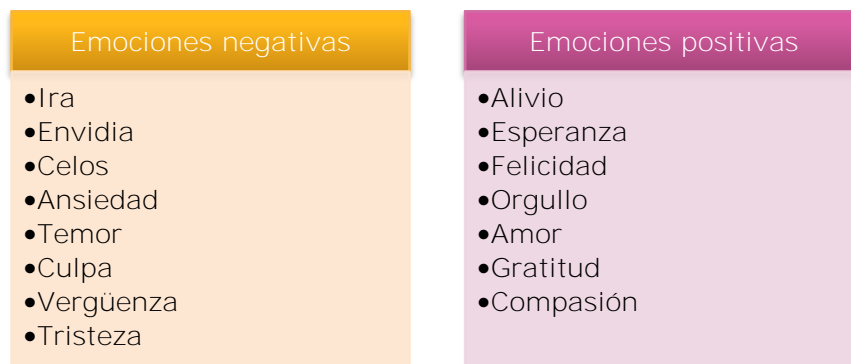 Emociones negativas
•Ira
•Envidia
•Celos
•Ansiedad
•Temor
•Culpa
•Vergüenza
•Tristeza
Emociones positivas
•Alivio
•Esperanza
•Felicidad
•Orgullo
•Amor
•Gratitud
•Compasión